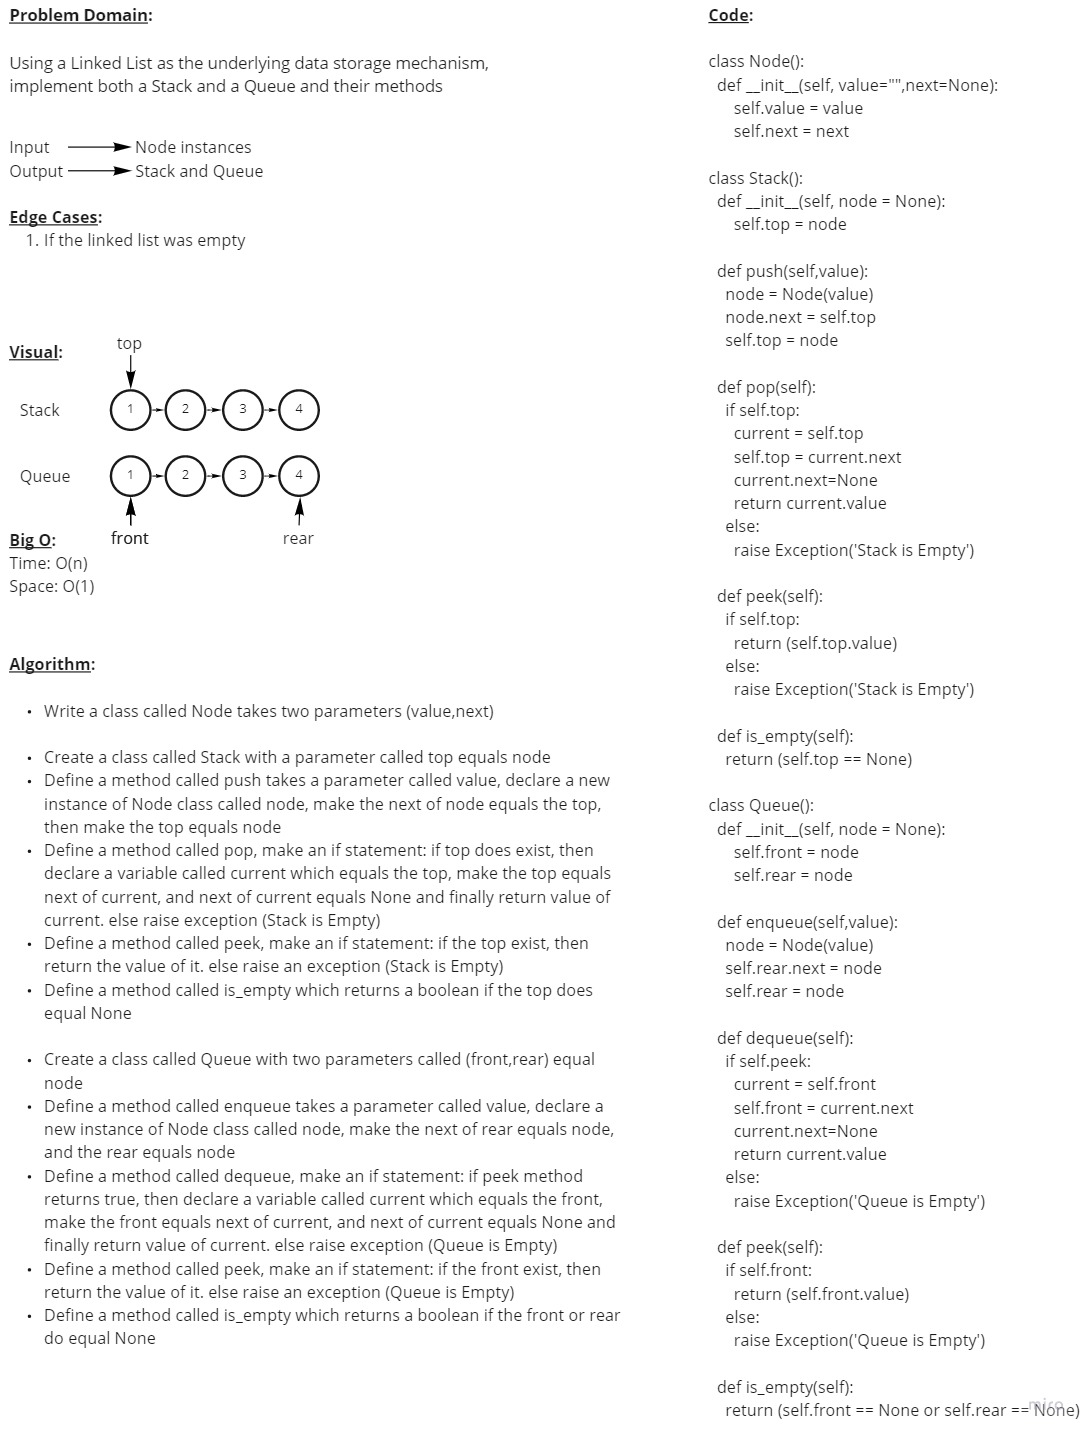 Problem Domain:
Using a Linked List as the underlying data storage mechanism,
implement both a Stack and a Queue and their methods
Input Node instances
Output Stack and Queue
Edge Cases:
1. If the linked list was empty
Visual:
top
Stack 1 2 3 4
Queue 1 2 3 4
front rear
Big O:
Time: O(n)
Space: O(1)
Algorithm:
• Write a class called Node takes two parameters (value,next)
• Create a class called Stack with a parameter called top equals node
• Define a method called push takes a parameter called value, declare a new
instance of Node class called node, make the next of node equals the top,
then make the top equals node
• Define a method called pop, make an if statement: if top does exist, then
declare a variable called current which equals the top, make the top equals
next of current, and next of current equals None and finally return value of
current. else raise exception (Stack is Empty)
• Define a method called peek, make an if statement: if the top exist, then
return the value of it. else raise an exception (Stack is Empty)
• Define a method called is_empty which returns a boolean if the top does
equal None
• Create a class called Queue with two parameters called (front,rear) equal
node
• Define a method called enqueue takes a parameter called value, declare a
new instance of Node class called node, make the next of rear equals node,
and the rear equals node
• Define a method called dequeue, make an if statement: if peek method
returns true, then declare a variable called current which equals the front,
make the front equals next of current, and next of current equals None and
finally return value of current. else raise exception (Queue is Empty)
• Define a method called peek, make an if statement: if the front exist, then
return the value of it. else raise an exception (Queue is Empty)
• Define a method called is_empty which returns a boolean if the front or rear
do equal None
Code:
class Node():
def __init__(self, value="",next=None):
self.value = value
self.next = next
class Stack():
def __init__(self, node = None):
self.top = node
def push(self,value):
node = Node(value)
node.next = self.top
self.top = node
def pop(self):
if self.top:
current = self.top
self.top = current.next
current.next=None
return current.value
else:
raise Exception('Stack is Empty')
def peek(self):
if self.top:
return (self.top.value)
else:
raise Exception('Stack is Empty')
def is_empty(self):
return (self.top == None)
class Queue():
def __init__(self, node = None):
self.front = node
self.rear = node
def enqueue(self,value):
node = Node(value)
self.rear.next = node
self.rear = node
def dequeue(self):
if self.peek:
current = self.front
self.front = current.next
current.next=None
return current.value
else:
raise Exception('Queue is Empty')
def peek(self):
if self.front:
return (self.front.value)
else:
raise Exception('Queue is Empty')
def is_empty(self):
return (self.front == None or self.rear == None)
miro